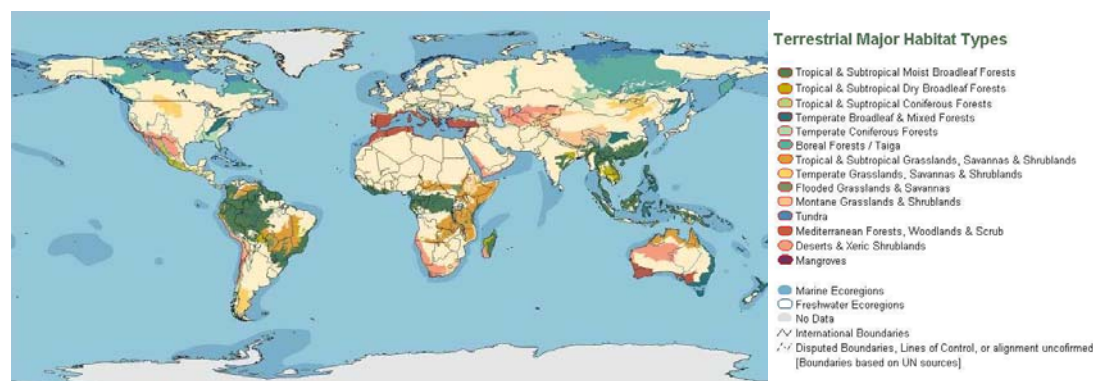 Terrestrial Major Habitat Types
Tropical & Subtropical Moist Broadleaf Forests
Tropical & Subtropical Dry Broadleaf Forests
Tropical & Suptropical Coniferous Forests
Temperate Broadleaf & Mixed Forests
Temperate Coniferous Forests
Boreal Forests / Taiga
Tropical & Subtropical Grasslands, Savannas & Shrublands
Temperate Grasslands, Savannas & Shrublands
Flooded Grasslands & Savannas
Montane Grasslands & Shrublands
Tundra
Mediterranean Forests, Woodlands & Scrub
Deserts & Xeric Shrublands
Mangroves
Marine Ecoregions
Freshwater Ecoregions
No Data
International Boundaries
Disputed Boundaries, Lines of Control, or alignment uncofirmed
[Boundaries based on UN sources]